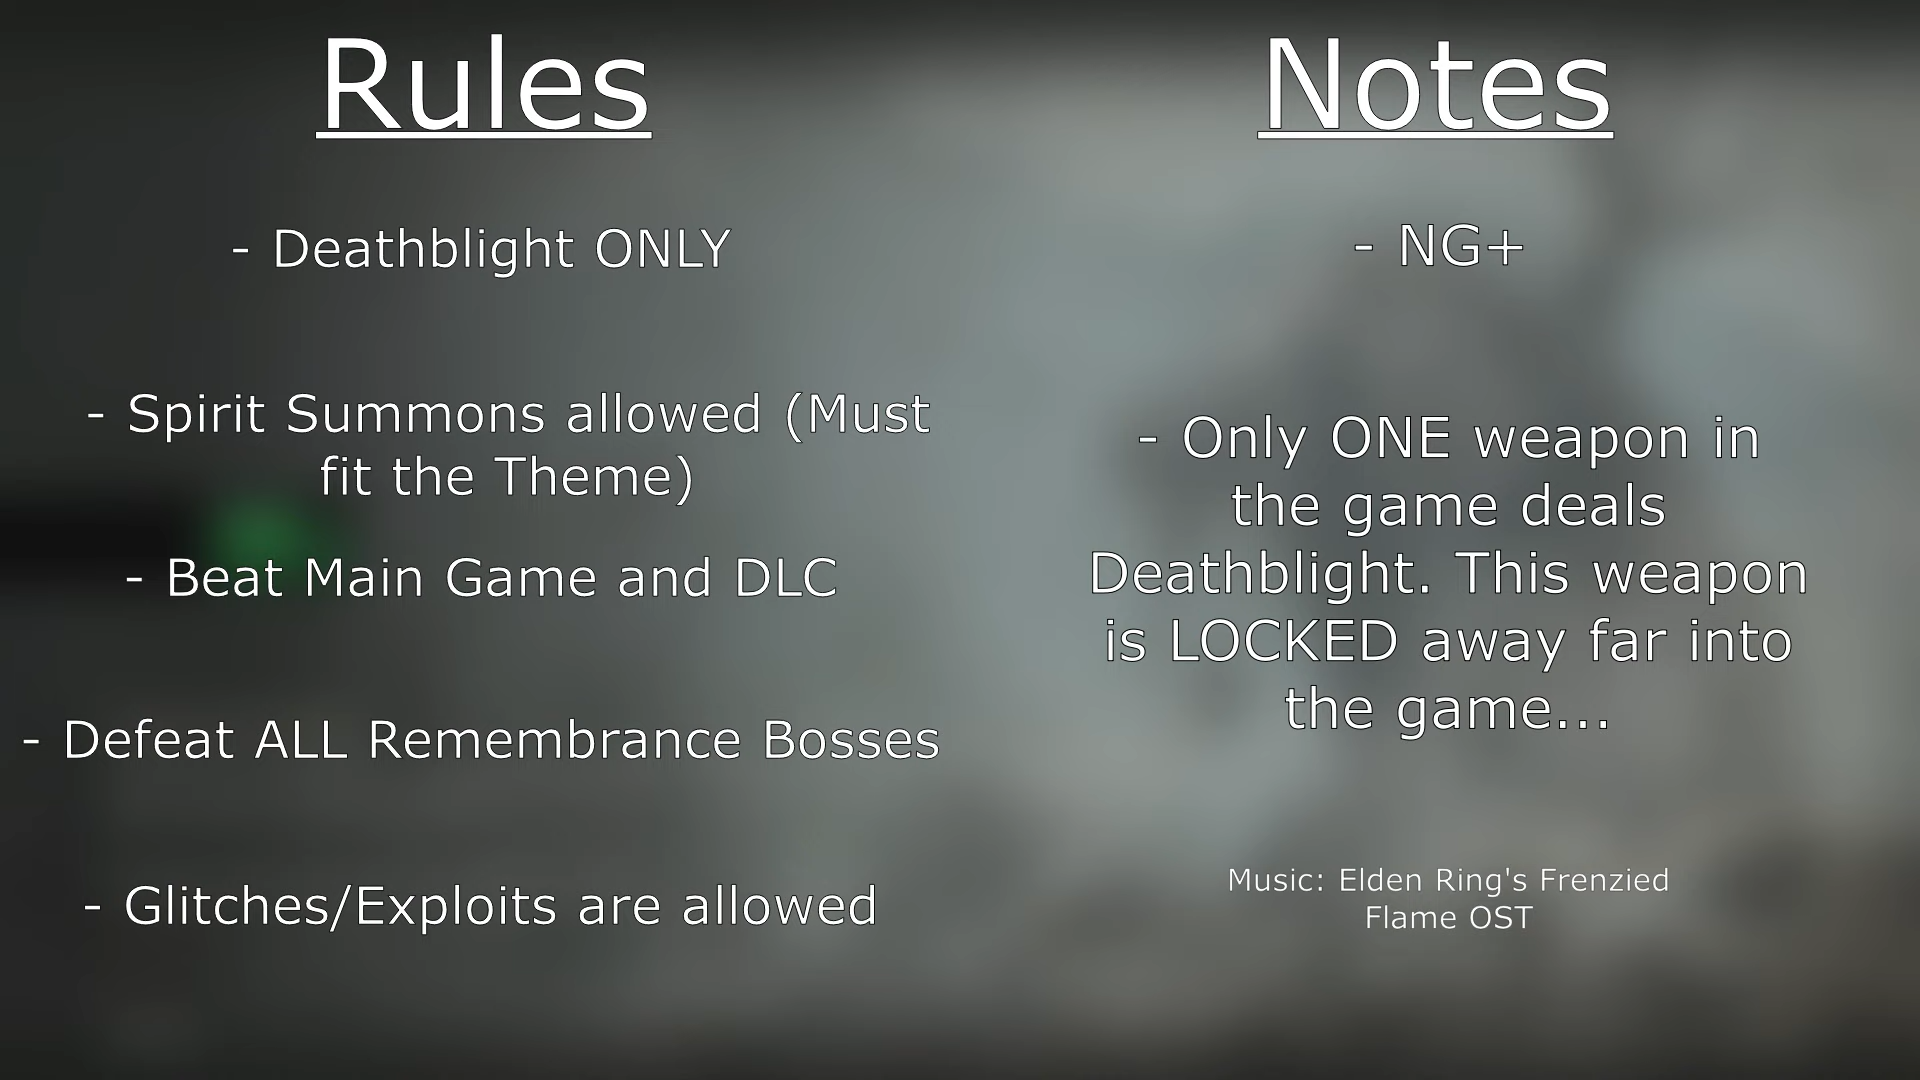 Rules
- Deathblight ONLY
- Spirit Summons allowed (Must
fit the Theme)
- Beat Main Game and DLC
- Defeat ALL Remembrance Bosses
- Glitches/Exploits are allowed
Notes
- NG+
- Only ONE weapon in
the game deals
Deathblight. This weapon
is LOCKED away far into
the game...
Music: Elden Ring's Frenzied
Flame OST